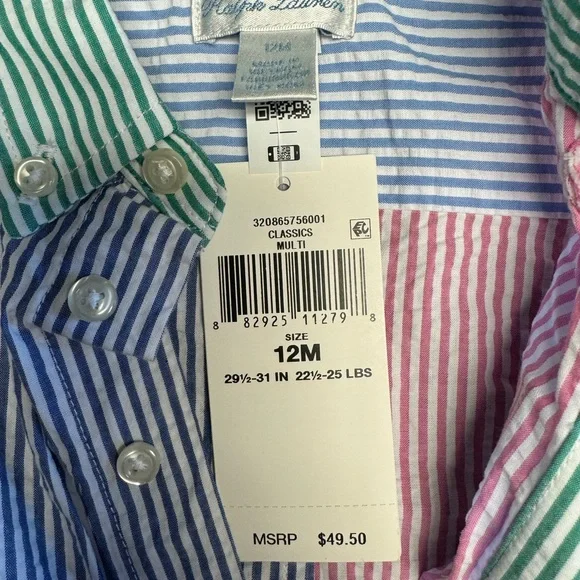 Ralph Lauren
12M
320865756001
CLASSICS
MULTI
8 82925 11279 8
SIZE
12M
29½-31 IN 22½-25 LBS
MSRP $49.50